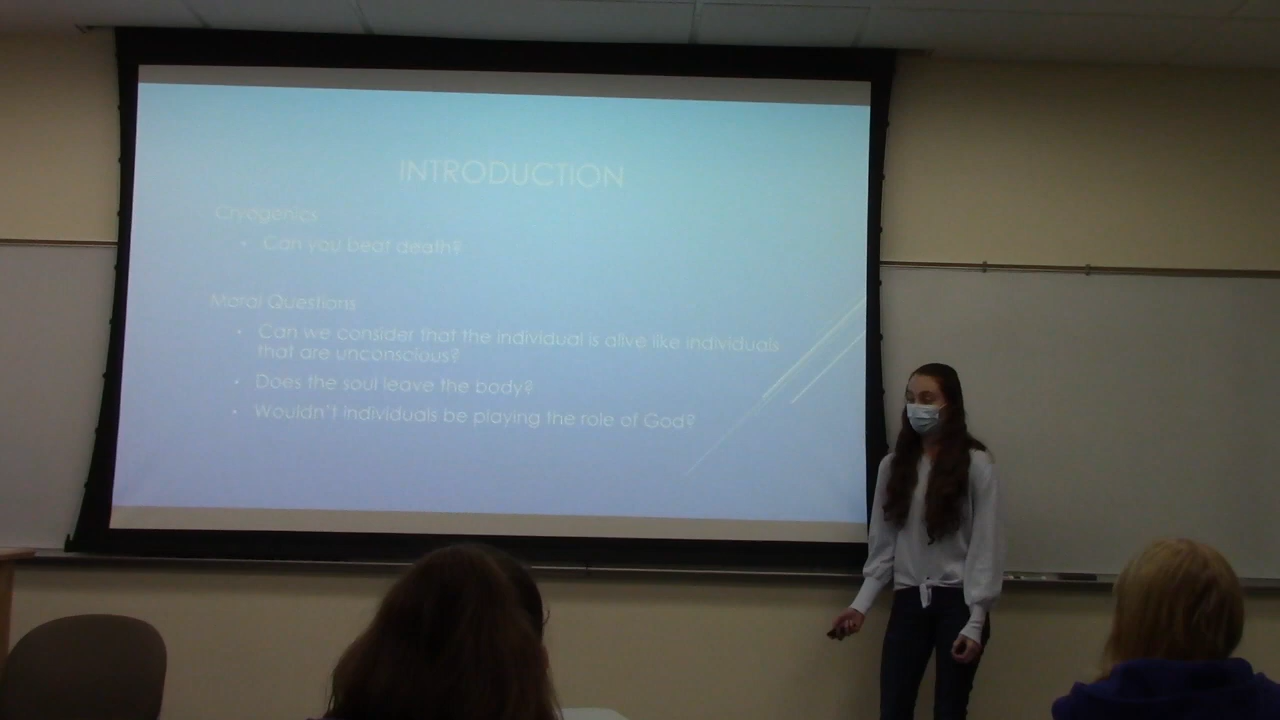 INTRODUCTION
Cryogenics
• Can you beat death?
Moral Questions
• Can we consider that the individual is alive like individuals
that are unconscious?
• Does the soul leave the body?
• Wouldn't individuals be playing the role of God?